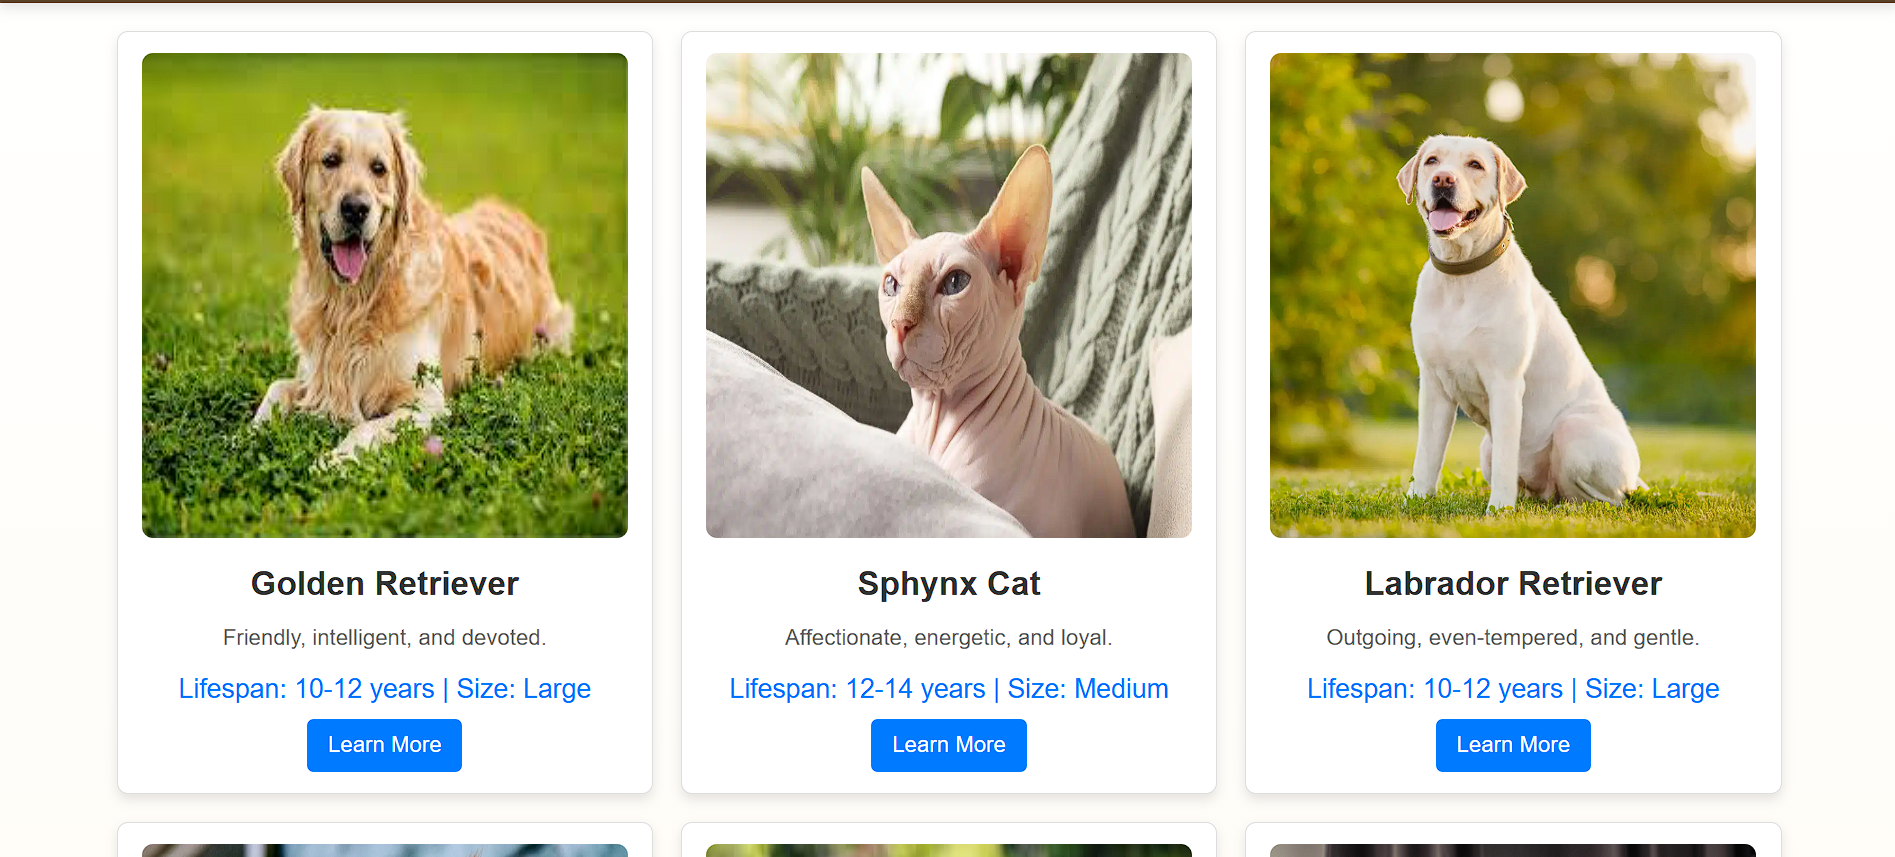 Golden Retriever
Friendly, intelligent, and devoted.
Lifespan: 10-12 years | Size: Large
Learn More
Sphynx Cat
Affectionate, energetic, and loyal.
Lifespan: 12-14 years | Size: Medium
Learn More
Labrador Retriever
Outgoing, even-tempered, and gentle.
Lifespan: 10-12 years | Size: Large
Learn More